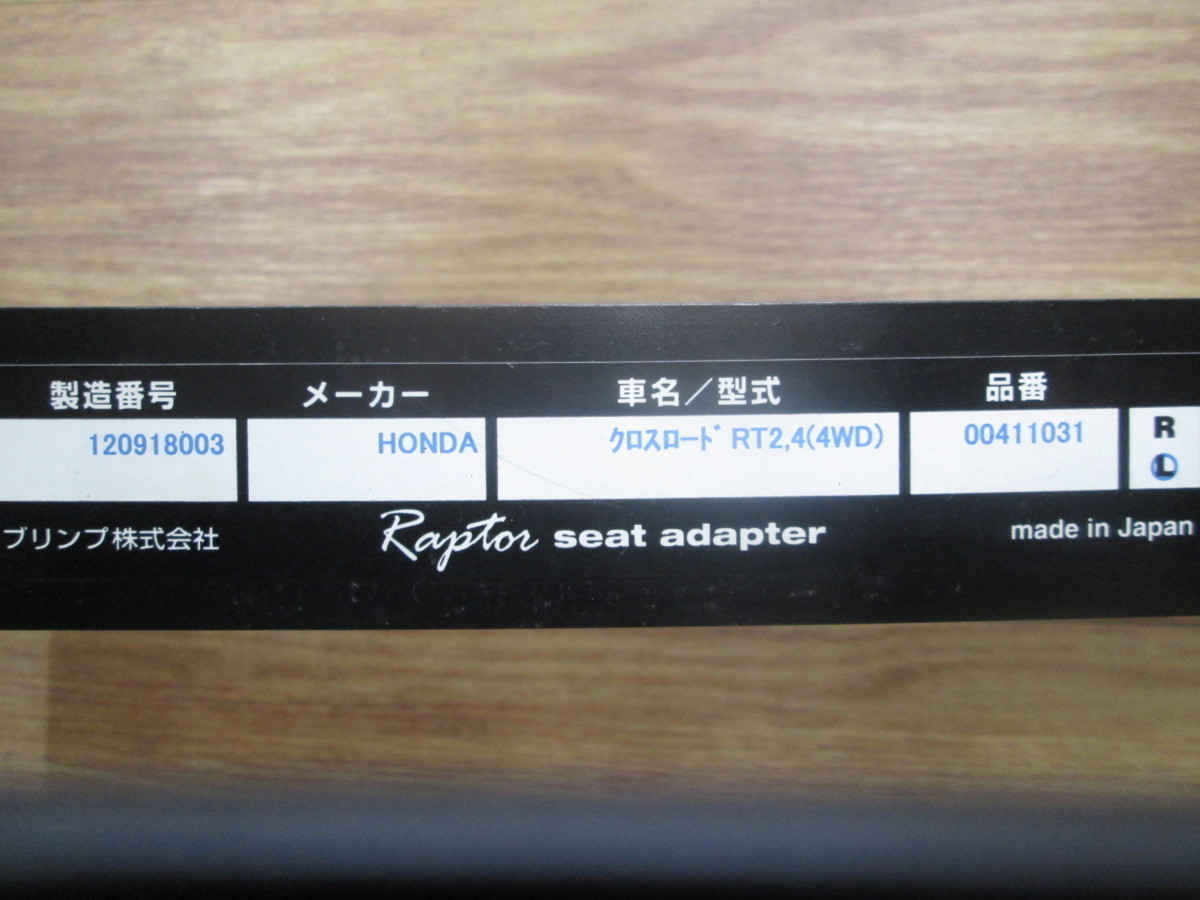 製造番号 メーカー 車名／型式 品番
120918003 HONDA ｸﾛｽﾛｰﾄﾞ RT2,4(4WD) 00411031 R
L
ブリンプ株式会社 Raptor seat adapter made in Japan